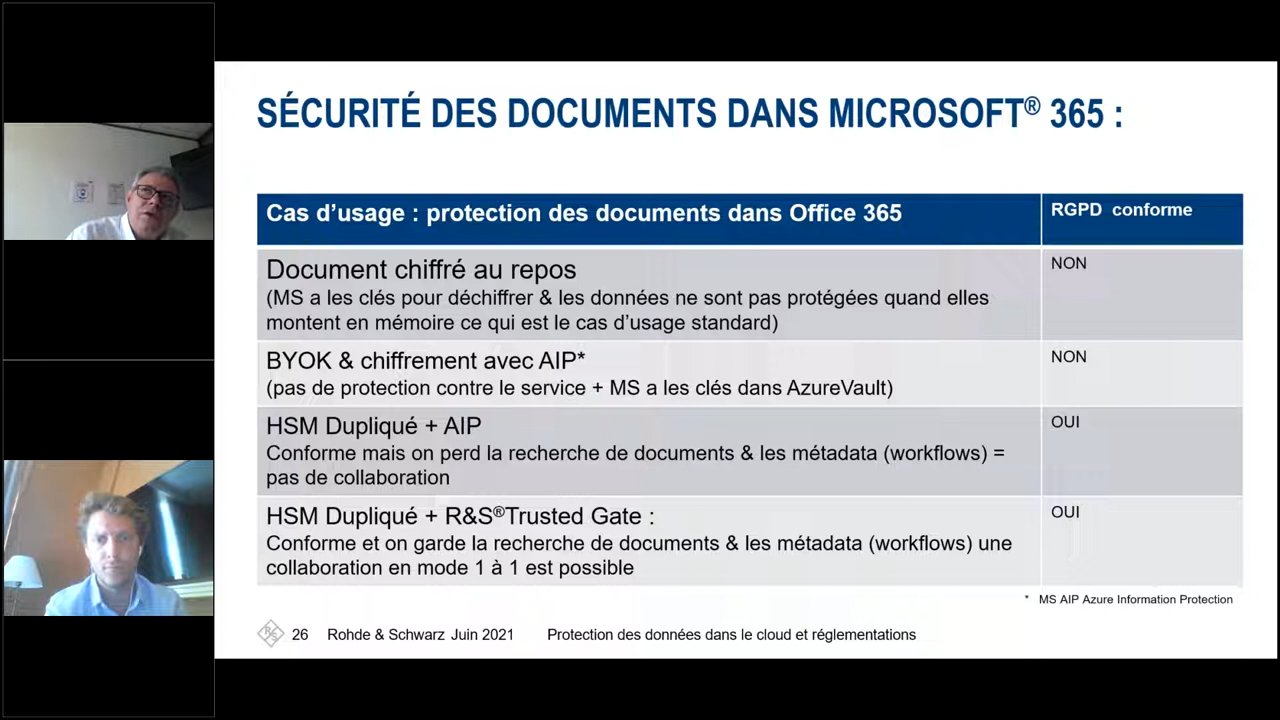 SÉCURITÉ DES DOCUMENTS DANS MICROSOFT® 365 :
Cas d'usage : protection des documents dans Office 365
RGPD conforme
Document chiffré au repos
NON
(MS a les clés pour déchiffrer & les données ne sont pas protégées quand elles
montent en mémoire ce qui est le cas d'usage standard)
BYOK & chiffrement avec AIP*
NON
(pas de protection contre le service + MS a les clés dans AzureVault)
HSM Dupliqué + AIP
OUI
Conforme mais on perd la recherche de documents & les métadata (workflows) =
pas de collaboration
HSM Dupliqué + R&S®Trusted Gate :
OUI
Conforme et on garde la recherche de documents & les métadata (workflows) une
collaboration en mode 1 à 1 est possible
* MS AIP Azure Information Protection
26 Rohde & Schwarz Juin 2021 Protection des données dans le cloud et réglementations